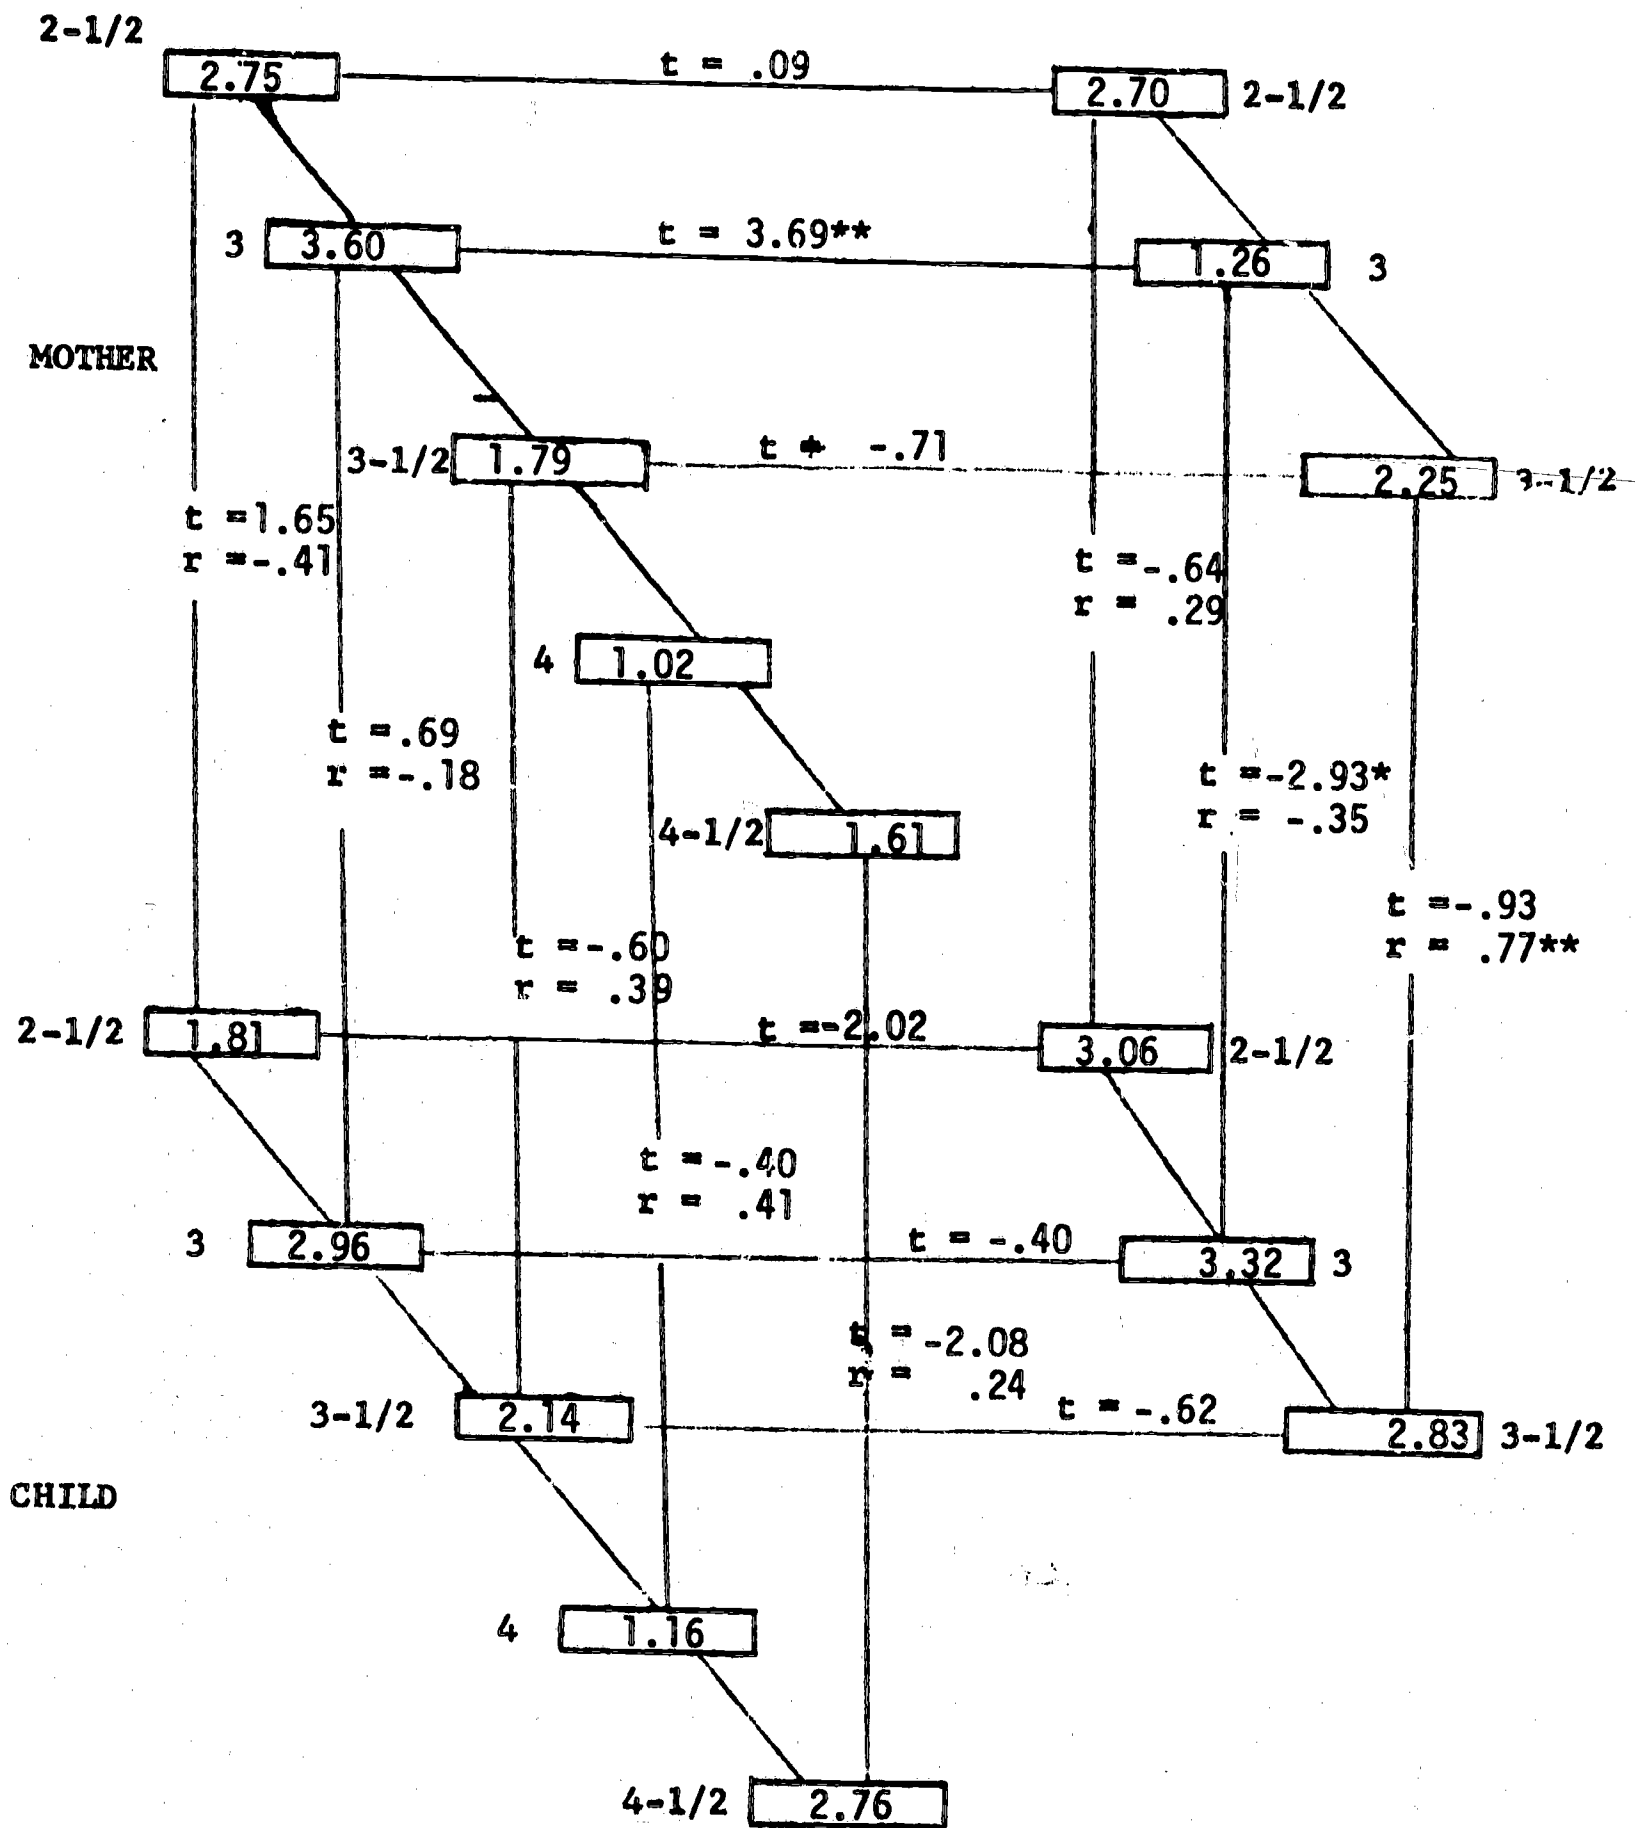 2-1/2
2.75 t = .09 2.70 2-1/2
3 3.60 t = 3.69** 1.26 3
MOTHER
3-1/2 1.79 t = -.71 2.25 3-1/2
t =1.65
r =-.41
t =-.64
r = .29
4 1.02
t =.69
r =-.18
t =-2.93*
r = -.35
4-1/2 1.61
t =-.93
r = .77**
t =-.60
r = .39
2-1/2 1.81 t =-2.02 3.06 2-1/2
t =-.40
r = .41
3 2.96 t = -.40 3.32 3
t = -2.08
r = .24
3-1/2 2.14 t = -.62 2.83 3-1/2
CHILD
4 1.16
4-1/2 2.76